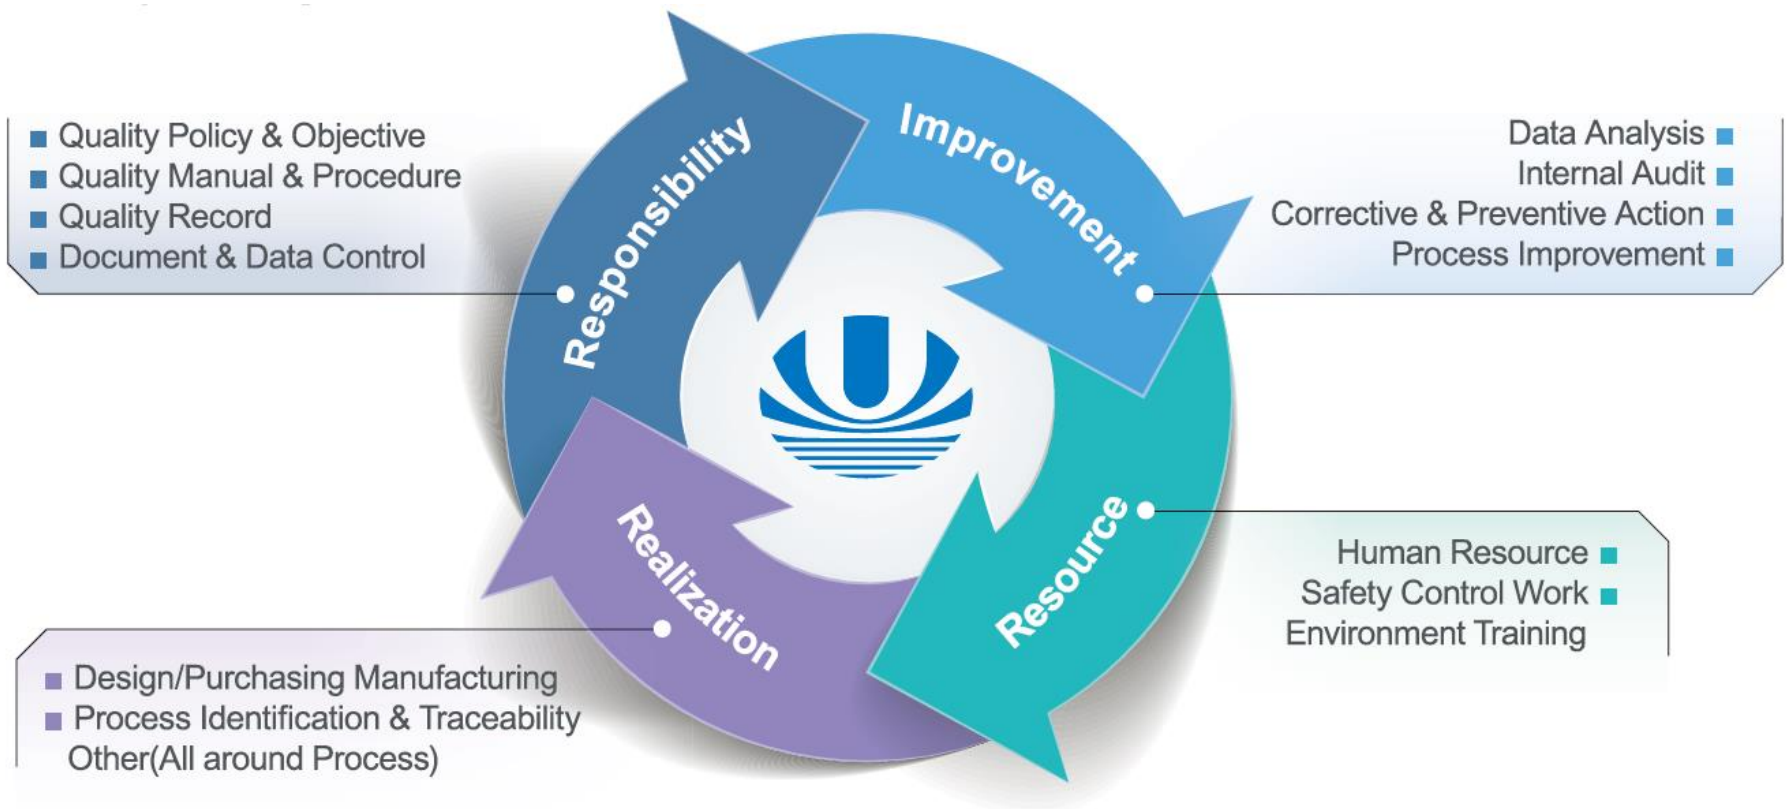 Quality Policy & Objective
Quality Manual & Procedure
Quality Record
Document & Data Control
Responsibility
Improvement
Data Analysis
Internal Audit
Corrective & Preventive Action
Process Improvement
Realization
Resource
Human Resource
Safety Control Work
Environment Training
Design/Purchasing Manufacturing
Process Identification & Traceability
Other(All around Process)